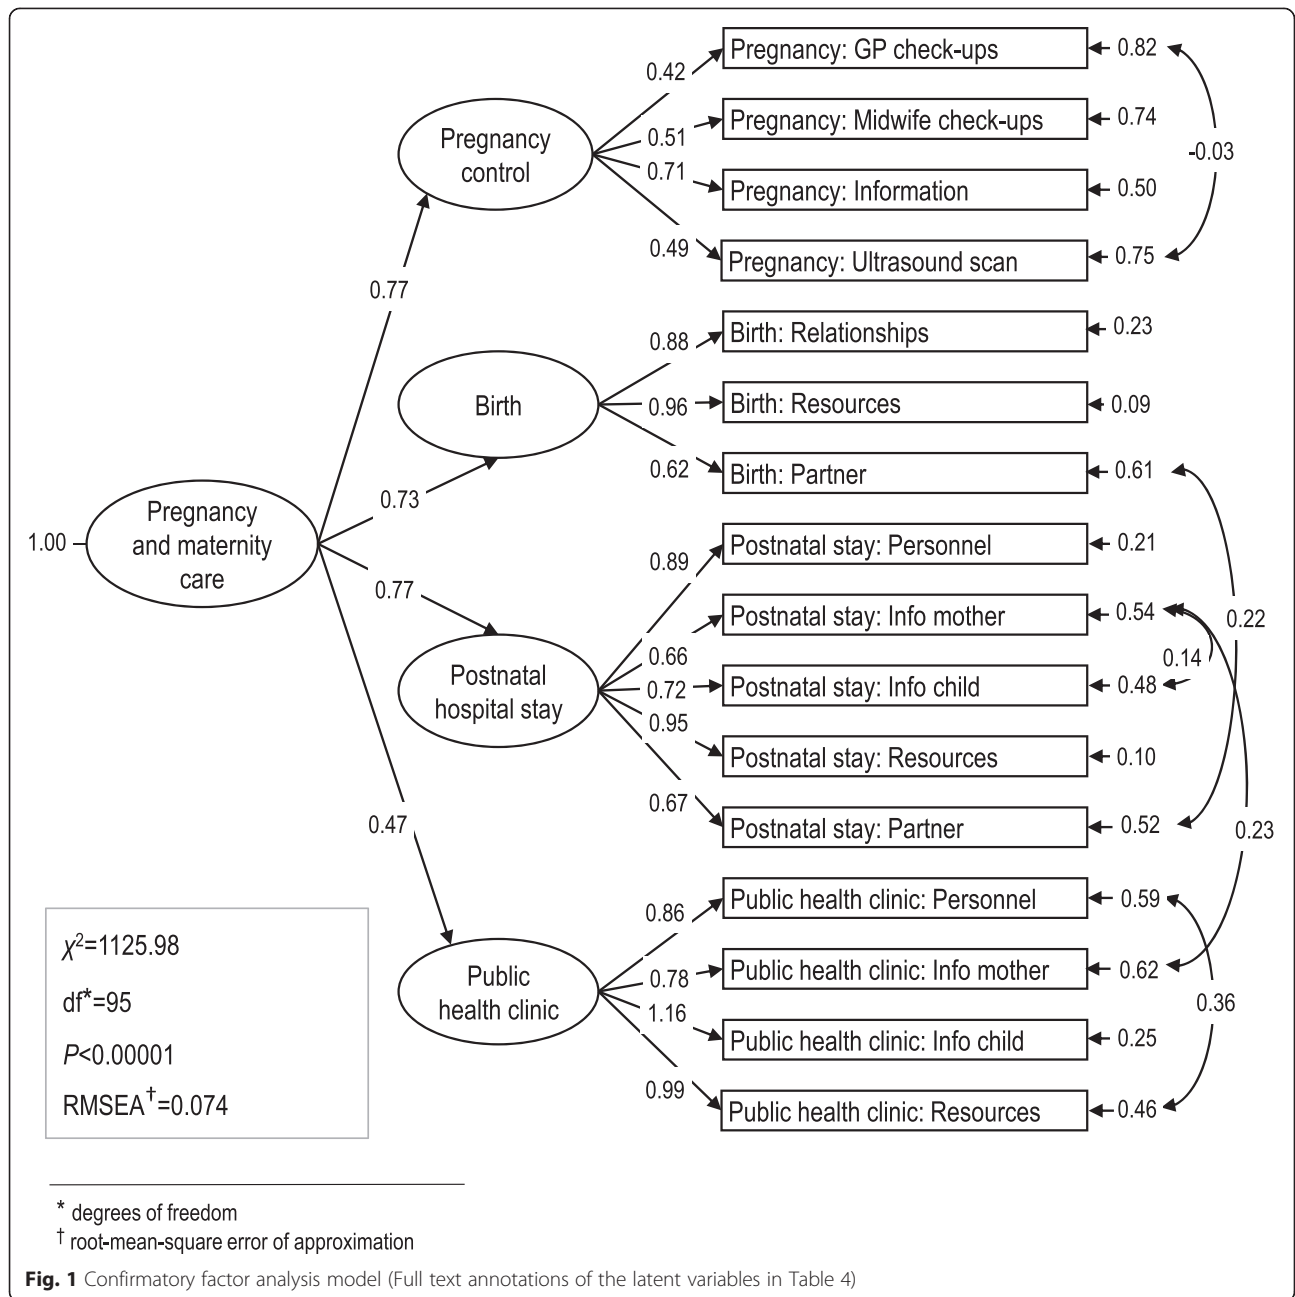 Pregnancy: GP check-ups
0.82
0.42
Pregnancy
control
Pregnancy: Midwife check-ups
0.74
0.51
-0.03
0.71
Pregnancy: Information
0.50
0.49
Pregnancy: Ultrasound scan
0.75
0.77
Birth: Relationships
0.23
0.88
Birth
0.96
Birth: Resources
0.09
0.62
Birth: Partner
0.61
0.73
1.00
Pregnancy
and maternity
care
Postnatal stay: Personnel
0.21
0.89
0.77
Postnatal stay: Info mother
0.54
0.22
0.66
0.14
Postnatal
hospital stay
0.72
Postnatal stay: Info child
0.48
0.95
Postnatal stay: Resources
0.10
0.67
Postnatal stay: Partner
0.52
0.23
0.47
Public health clinic: Personnel
0.59
0.86
Public
health clinic
0.78
Public health clinic: Info mother
0.62
0.36
1.16
Public health clinic: Info child
0.25
0.99
Public health clinic: Resources
0.46
χ²=1125.98
df*=95
P<0.00001
RMSEA†=0.074
* degrees of freedom
† root-mean-square error of approximation
Fig. 1 Confirmatory factor analysis model (Full text annotations of the latent variables in Table 4)